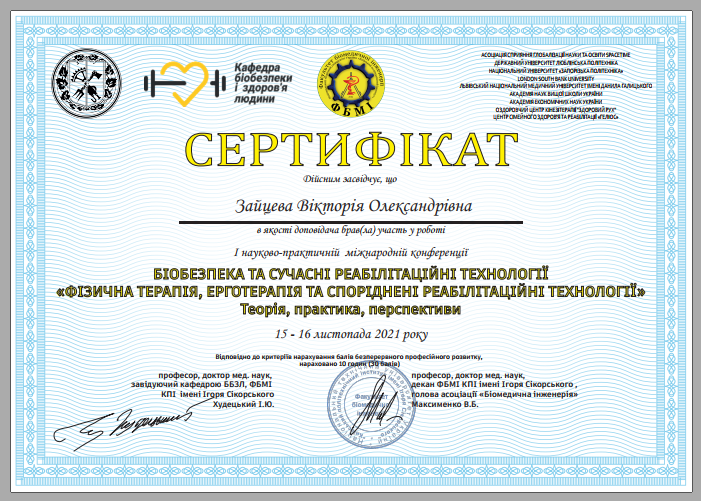 Кафедра
біобезпеки
і здоров'я
людини
Факультет біомедичної інженерії
ФБМІ
АСОЦІАЦІЯ СПРИЯННЯ ГЛОБАЛІЗАЦІЇ НАУКИ ТА ОСВІТИ SPACETIME
ДЕРЖАВНИЙ УНІВЕРСИТЕТ ЛЮБЛІНСЬКА ПОЛІТЕХНІКА
НАЦІОНАЛЬНИЙ УНІВЕРСИТЕТ «ЗАПОРІЗЬКА ПОЛІТЕХНІКА»
LONDON SOUTH BANK UNIVERSITY
ЛЬВІВСЬКИЙ НАЦІОНАЛЬНИЙ МЕДИЧНИЙ УНІВЕРСИТЕТ ІМЕНІ ДАНИЛА ГАЛИЦЬКОГО
АКАДЕМІЯ НАУК ВИЩОЇ ШКОЛИ УКРАЇНИ
АКАДЕМІЯ ЕКОНОМІЧНИХ НАУК УКРАЇНИ
ОЗДОРОВЧИЙ ЦЕНТР КІНЕЗІТЕРАПІЇ "ЗДОРОВИЙ РУХ"
ЦЕНТР СІМЕЙНОГО ЗДОРОВ'Я ТА РЕАБІЛІТАЦІЇ «ГЕЛІОС»
СЕРТИФІКАТ
Дійсним засвідчує, що
Зайцева Вікторія Олександрівна
в якості доповідача брав(ла) участь у роботі
І науково-практичній міжнародній конференції
БІОБЕЗПЕКА ТА СУЧАСНІ РЕАБІЛІТАЦІЙНІ ТЕХНОЛОГІЇ
«ФІЗИЧНА ТЕРАПІЯ, ЕРГОТЕРАПІЯ ТА СПОРІДНЕНІ РЕАБІЛІТАЦІЙНІ ТЕХНОЛОГІЇ»
Теорія, практика, перспективи
15 - 16 листопада 2021 року
Відповідно до критеріїв нарахування балів безперервного професійного розвитку,
нараховано 10 годин (30 балів)
професор, доктор мед. наук,
завідуючий кафедрою ББЗЛ, ФБМІ
КПІ імені Ігоря Сікорського
Худецький І.Ю.
професор, доктор мед. наук,
декан ФБМІ КПІ імені Ігоря Сікорського ,
голова асоціації «Біомедична інженерія»
Максименко В.Б.
Факультет